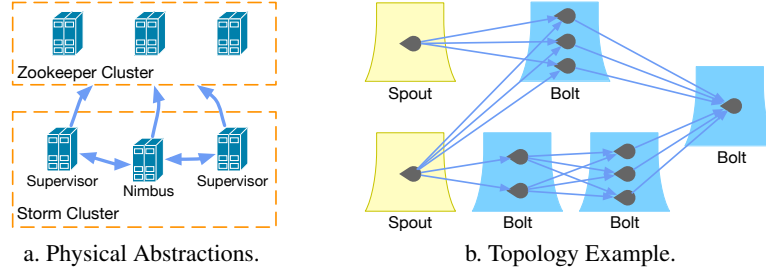 Zookeeper Cluster
Supervisor
Nimbus
Supervisor
Storm Cluster
a. Physical Abstractions.
Spout
Bolt
Bolt
Spout
Bolt
Bolt
b. Topology Example.